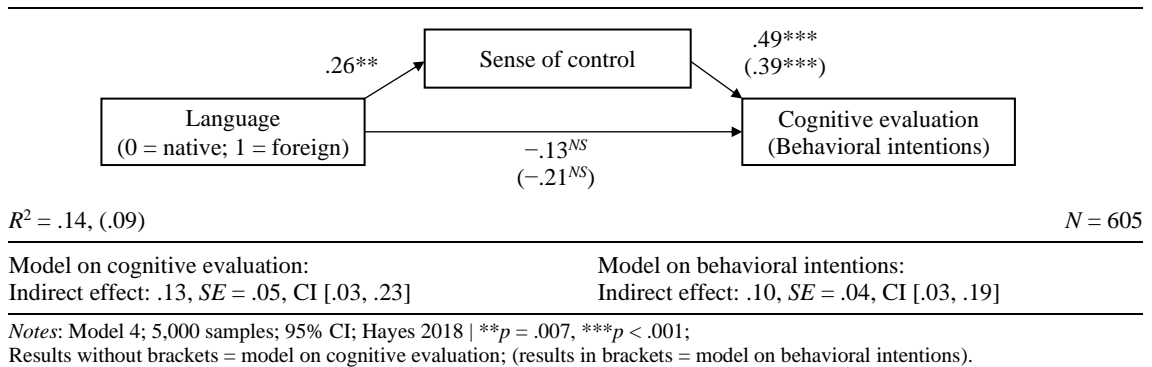 Sense of control
.26**
.49***
(.39***)
Language
(0 = native; 1 = foreign)
Cognitive evaluation
(Behavioral intentions)
−.13NS
(−.21NS)
R2 = .14, (.09)
N = 605
Model on cognitive evaluation:
Indirect effect: .13, SE = .05, CI [.03, .23]
Model on behavioral intentions:
Indirect effect: .10, SE = .04, CI [.03, .19]
Notes: Model 4; 5,000 samples; 95% CI; Hayes 2018 | **p = .007, ***p < .001;
Results without brackets = model on cognitive evaluation; (results in brackets = model on behavioral intentions).